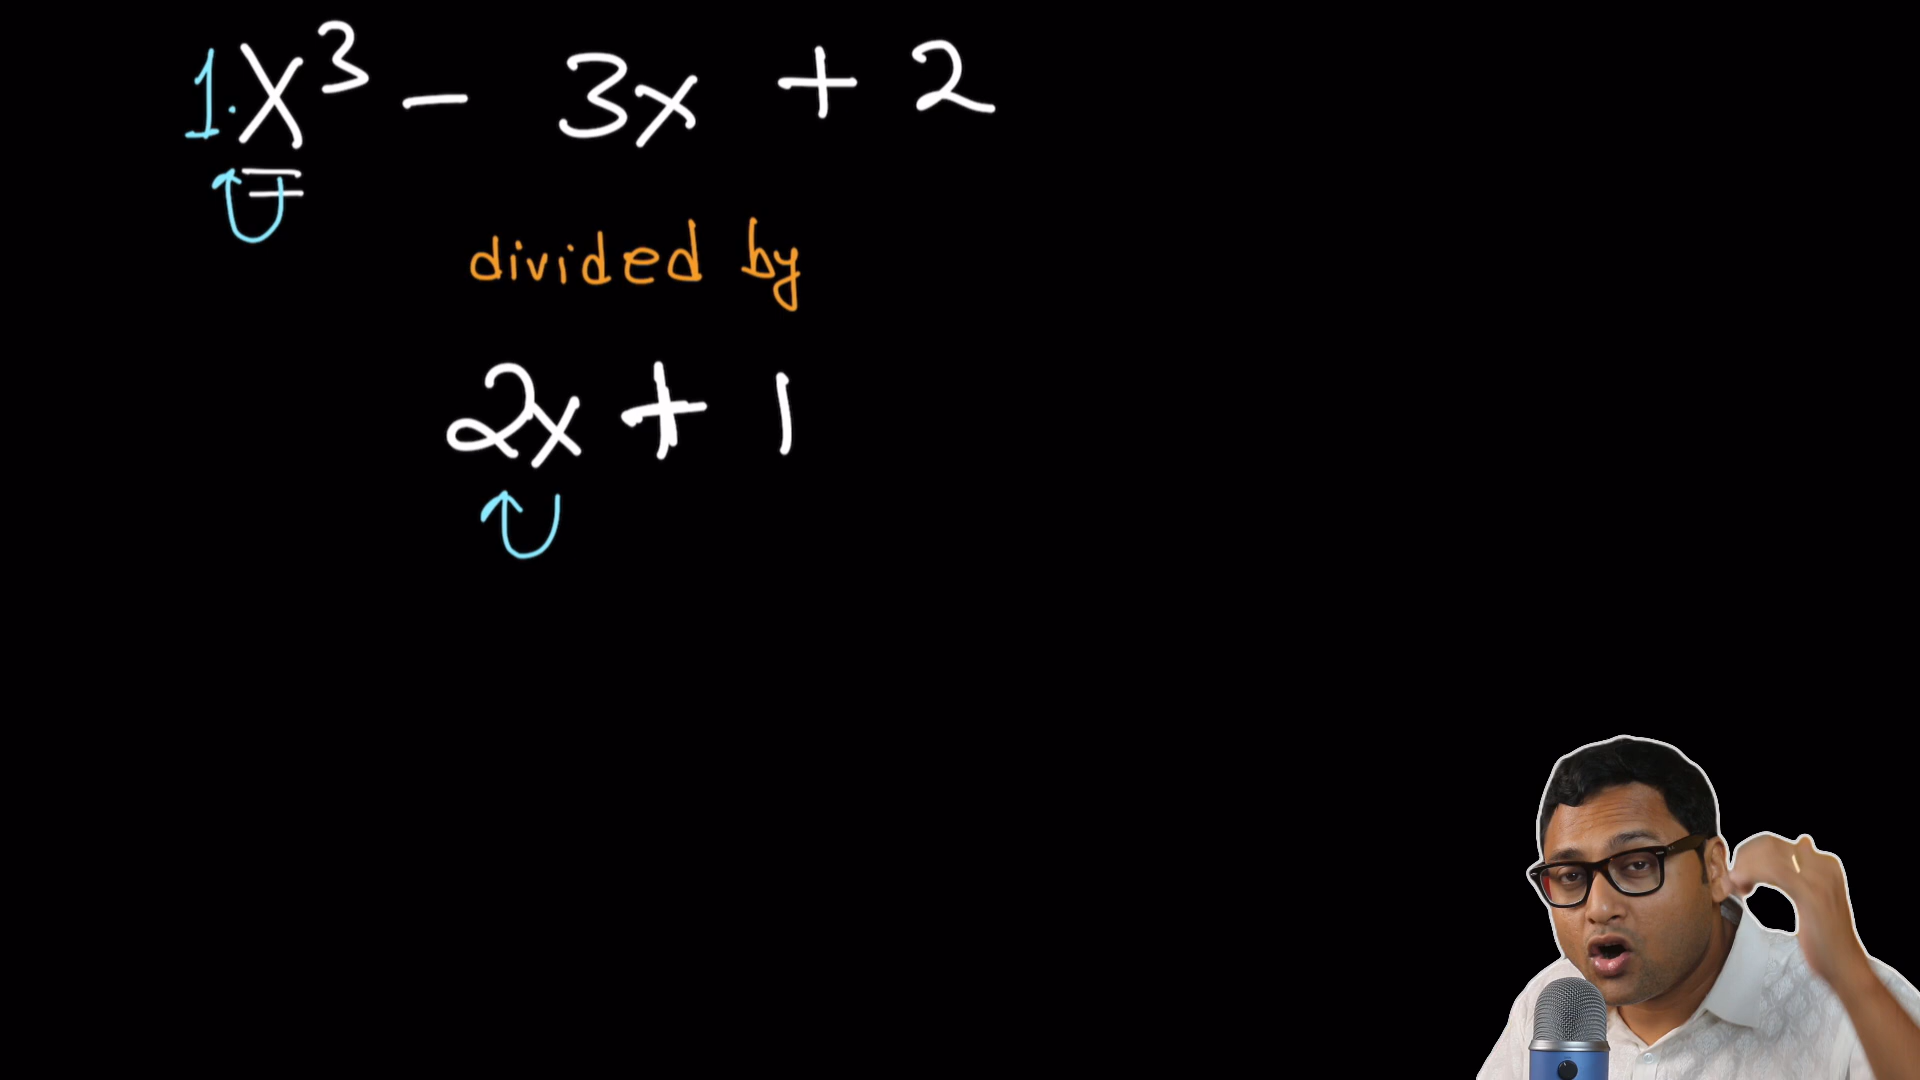 1·x³ - 3x + 2
divided by
2x + 1